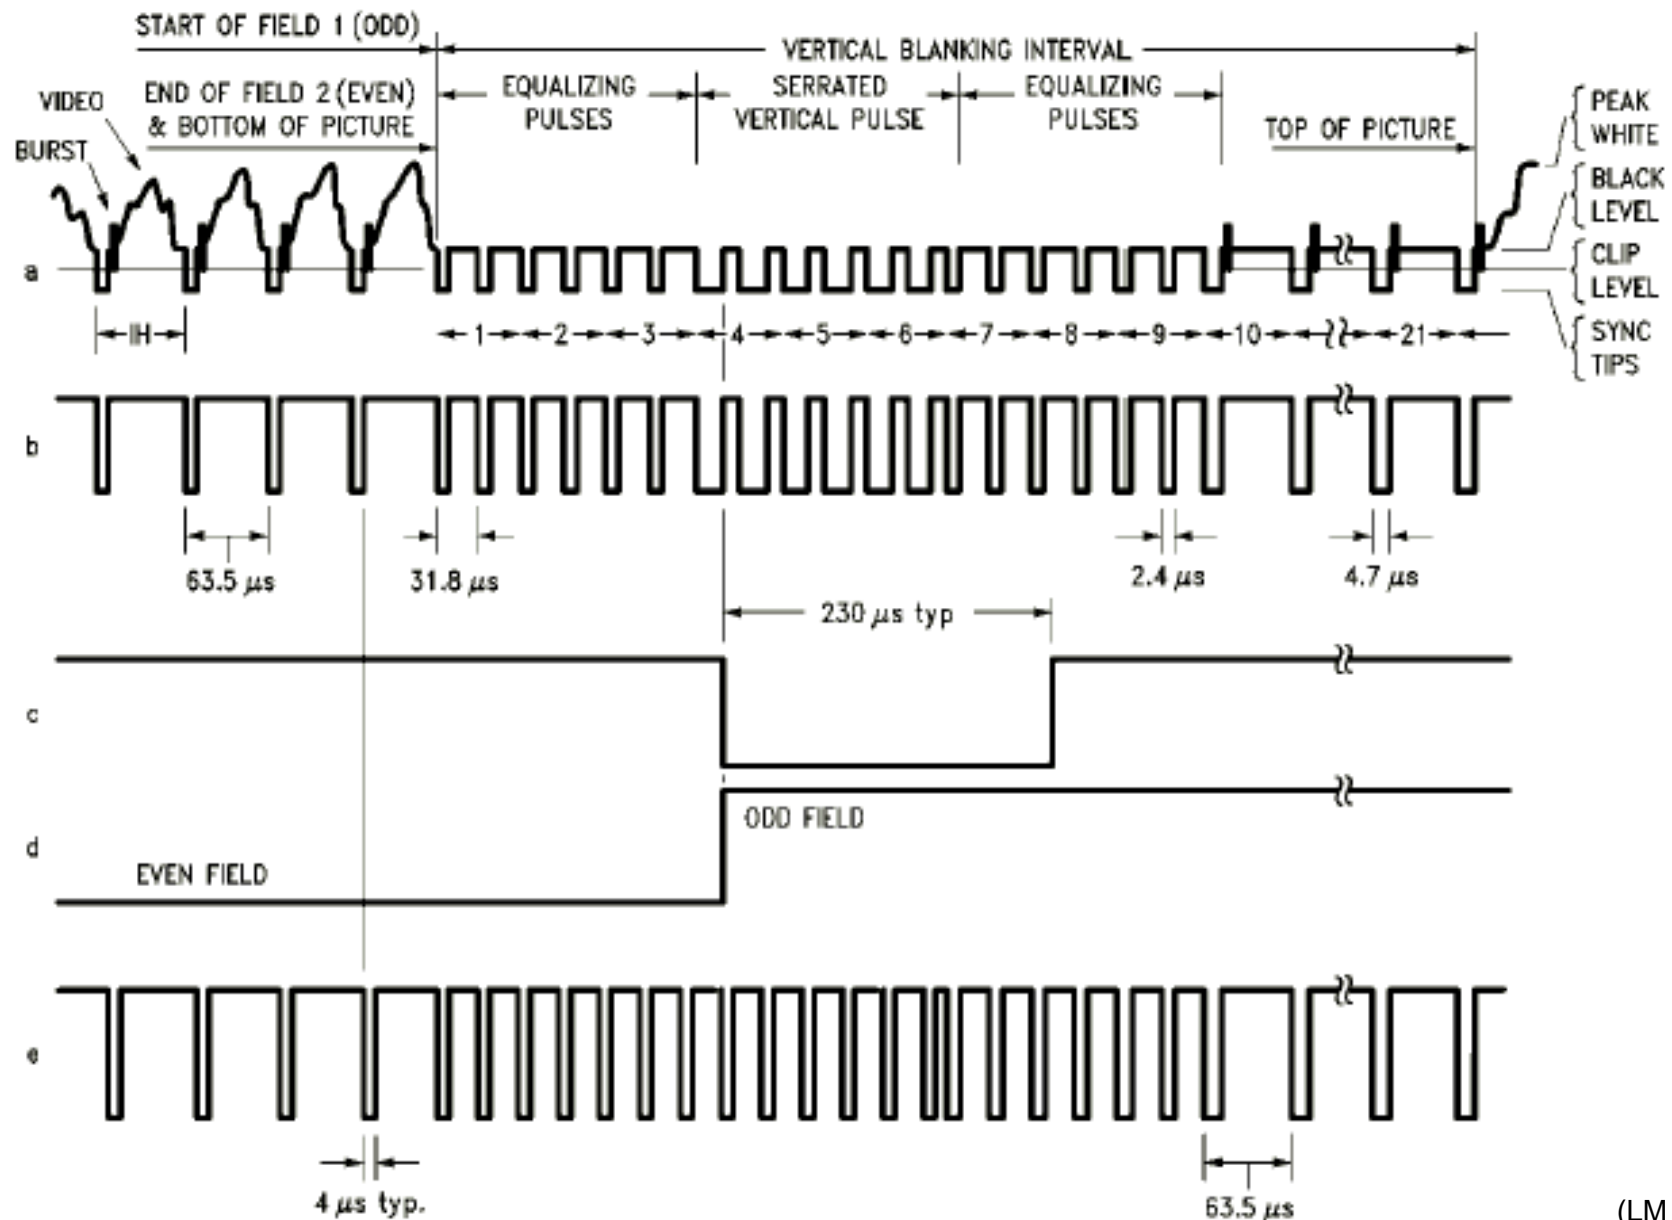 START OF FIELD 1 (ODD)
VERTICAL BLANKING INTERVAL
VIDEO
END OF FIELD 2 (EVEN)
& BOTTOM OF PICTURE
EQUALIZING
PULSES
SERRATED
VERTICAL PULSE
EQUALIZING
PULSES
TOP OF PICTURE
PEAK
WHITE
BURST
BLACK
LEVEL
a
CLIP
LEVEL
IH
1 2 3 4 5 6 7 8 9 10 21
SYNC
TIPS
b
63.5 µs
31.8 µs
2.4 µs
4.7 µs
230 µs typ
c
ODD FIELD
d
EVEN FIELD
e
4 µs typ.
63.5 µs
(LM